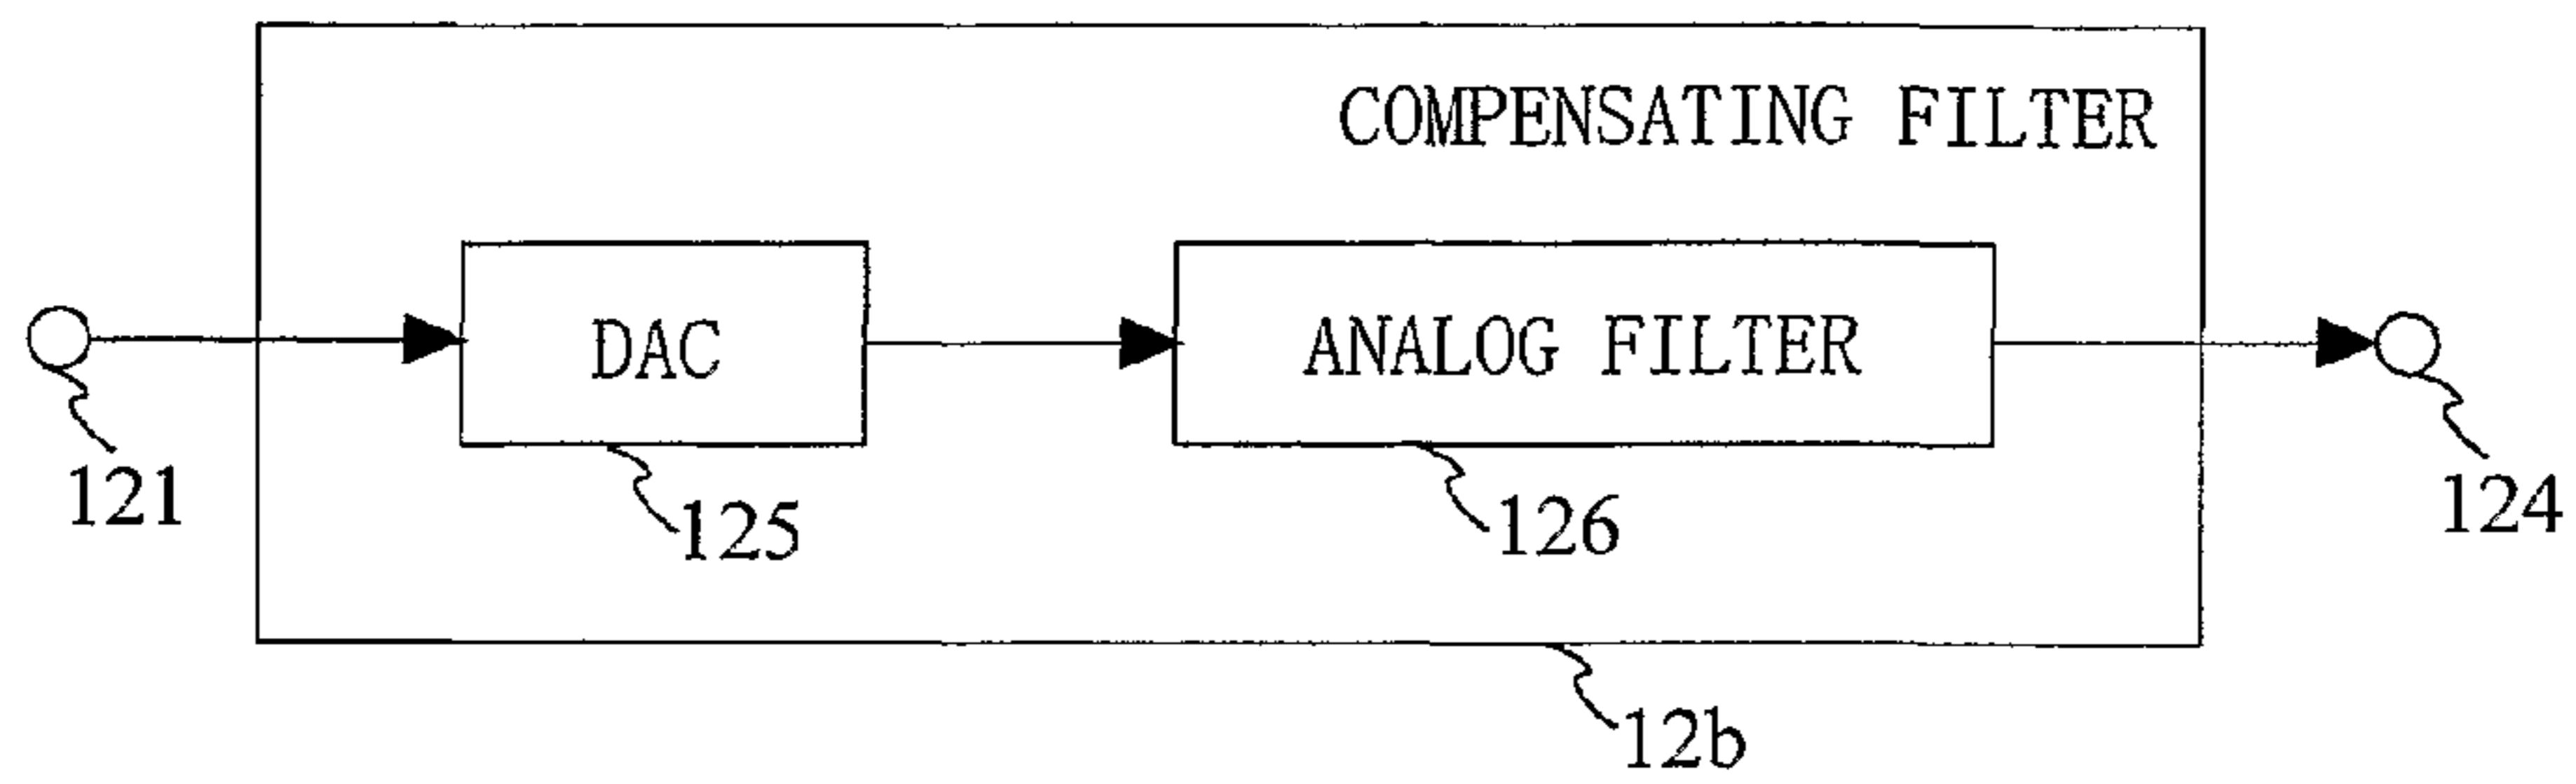 COMPENSATING FILTER
DAC
ANALOG FILTER
121
125
126
124
12b